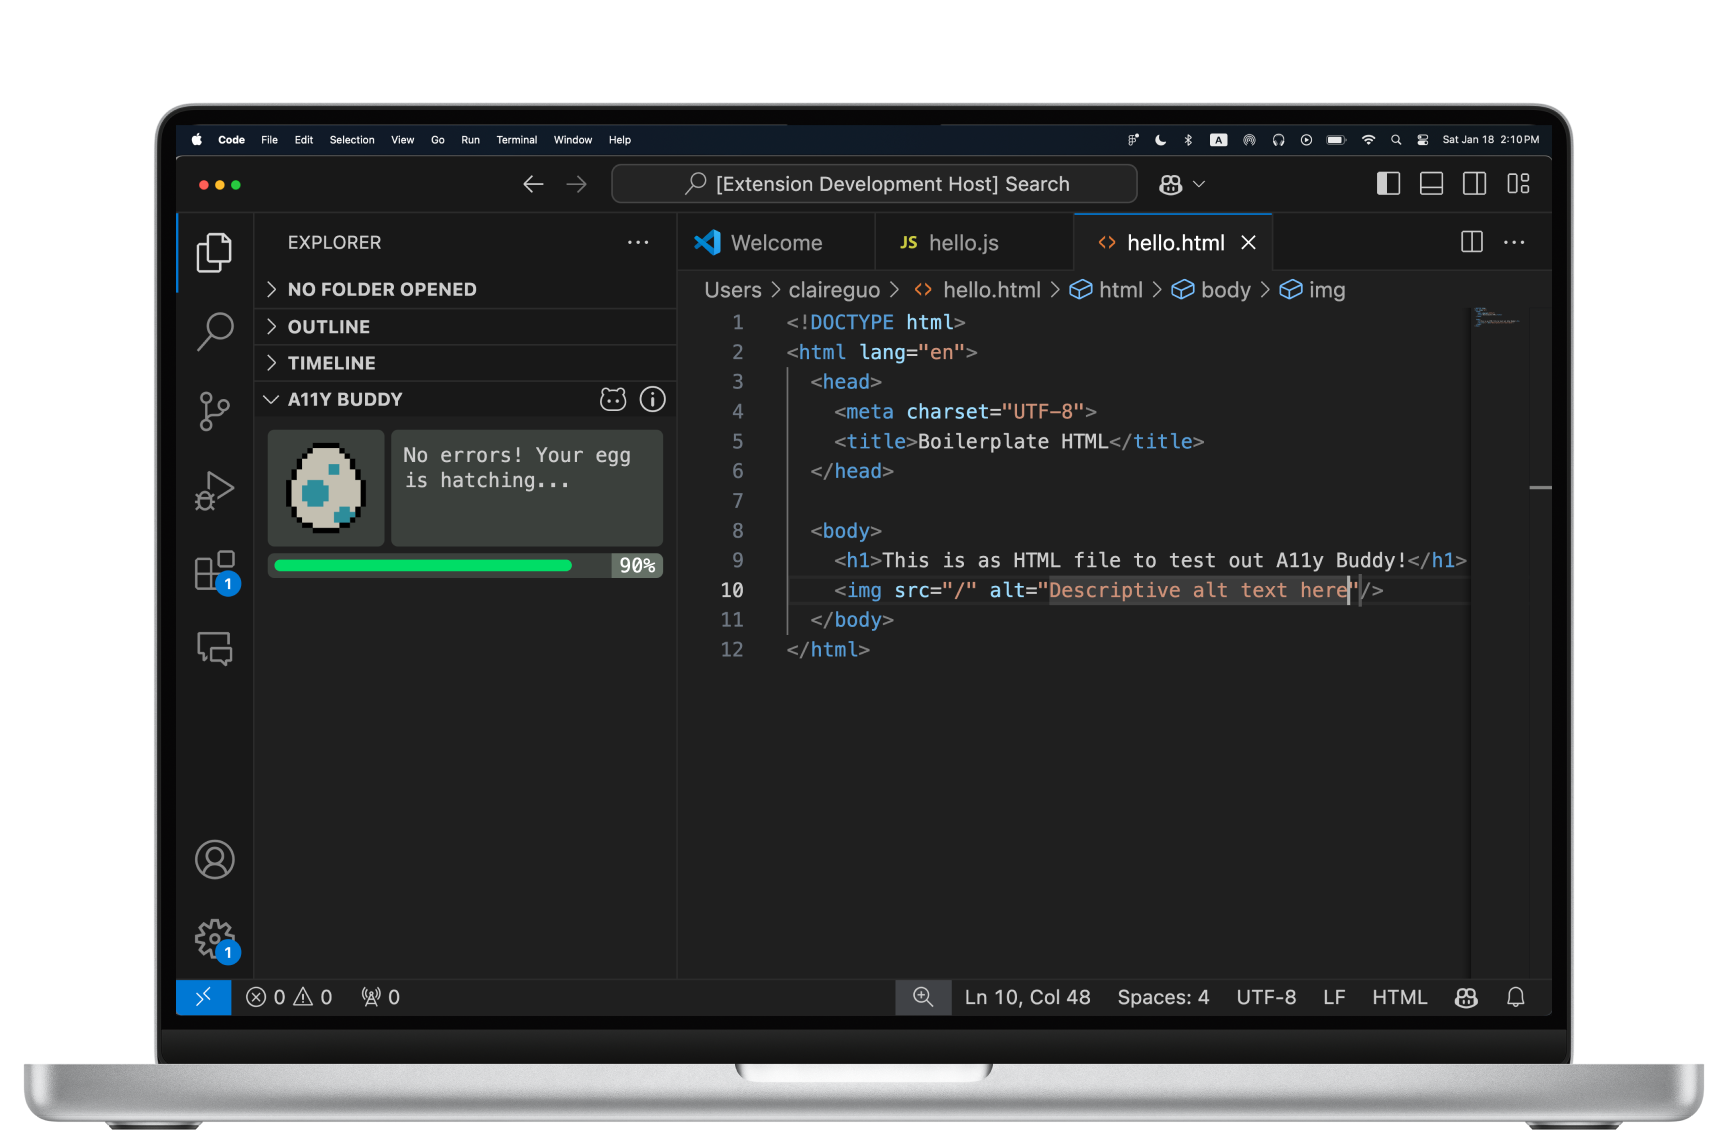 Code File Edit Selection View Go Run Terminal Window Help
A
Sat Jan 18 2:10 PM
[Extension Development Host] Search
EXPLORER
NO FOLDER OPENED
OUTLINE
TIMELINE
A11Y BUDDY
No errors! Your egg
is hatching...
90%
1
1
Welcome
JS hello.js
hello.html
Users > claireguo > <> hello.html > html > body > img
1 <!DOCTYPE html>
2 <html lang="en">
3 <head>
4 <meta charset="UTF-8">
5 <title>Boilerplate HTML</title>
6 </head>
7
8 <body>
9 <h1>This is as HTML file to test out A11y Buddy!</h1>
10 <img src="/" alt="Descriptive alt text here"/>
11 </body>
12 </html>
0 0 0
Ln 10, Col 48 Spaces: 4 UTF-8 LF HTML